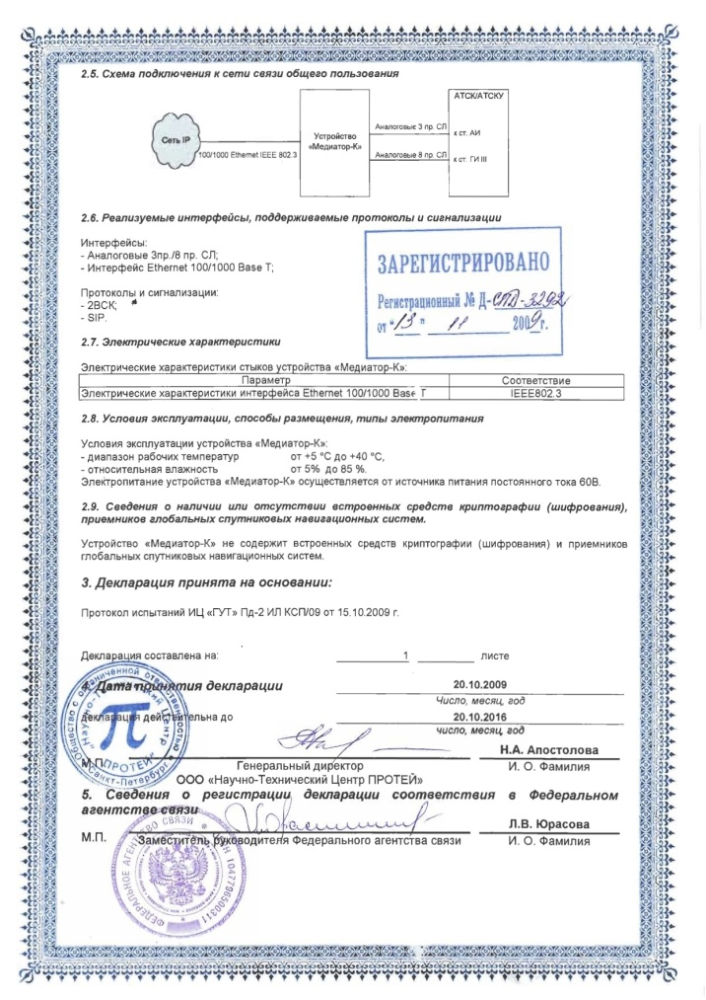 2.5. Схема подключения к сети связи общего пользования
АТСК/АТСКУ
Сеть IP
100/1000 Ethernet IEEE 802.3
Устройство
«Медиатор-К»
Аналоговые 3 пр. СЛ
к ст. АИ
Аналоговые 8 пр. СЛ
к ст. ГИ III
2.6. Реализуемые интерфейсы, поддерживаемые протоколы и сигнализации
Интерфейсы:
- Аналоговые 3пр./8 пр. СЛ;
- Интерфейс Ethernet 100/1000 Base T;
Протоколы и сигнализации:
- 2ВСК;
- SIP.
ЗАРЕГИСТРИРОВАНО
Регистрационный № Д-СПД-3292
от "13" 11 2009г.
2.7. Электрические характеристики
Электрические характеристики стыков устройства «Медиатор-К»:
Параметр Соответствие
Электрические характеристики интерфейса Ethernet 100/1000 Base T IEEE802.3
2.8. Условия эксплуатации, способы размещения, типы электропитания
Условия эксплуатации устройства «Медиатор-К»:
- диапазон рабочих температур от +5 °С до +40 °С,
- относительная влажность от 5% до 85 %.
Электропитание устройства «Медиатор-К» осуществляется от источника питания постоянного тока 60В.
2.9. Сведения о наличии или отсутствии встроенных средств криптографии (шифрования),
приемников глобальных спутниковых навигационных систем.
Устройство «Медиатор-К» не содержит встроенных средств криптографии (шифрования) и приемников
глобальных спутниковых навигационных систем.
3. Декларация принята на основании:
Протокол испытаний ИЦ «ГУТ» Пд-2 ИЛ КСП/09 от 15.10.2009 г.
Декларация составлена на: 1 листе
4. Дата принятия декларации 20.10.2009
Число, месяц, год
декларация действительна до 20.10.2016
число, месяц, год
Н.А. Апостолова
М.П. Генеральный директор И. О. Фамилия
ООО «Научно-Технический Центр ПРОТЕЙ»
Общество с ограниченной ответственностью
"Научно-Технический Центр
"ПРОТЕЙ"
Санкт-Петербург
5. Сведения о регистрации декларации соответствия в Федеральном
агентстве связи
Л.В. Юрасова
М.П. Заместитель руководителя Федерального агентства связи И. О. Фамилия
ФЕДЕРАЛЬНОЕ АГЕНТСТВО СВЯЗИ